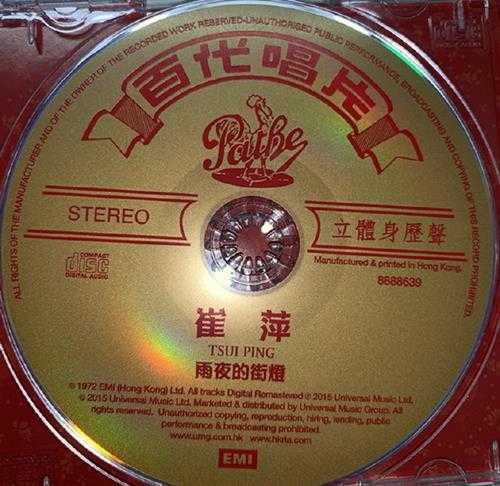 ALL RIGHTS OF THE MANUFACTURER AND OF THE OWNER OF THE RECORDED WORK RESERVED-UNAUTHORISED PUBLIC PERFORMANCE, BROADCASTING AND COPYING OF THIS RECORD PROHIBITED.
百代唱片
Pathe
STEREO
立體身歷聲
Manufactured & printed in Hong Kong.
8888639
COMPACT
disc
DIGITAL AUDIO
崔萍
TSUI PING
雨夜的街燈
℗ 1972 EMI (Hong Kong) Ltd. All tracks Digital Remastered ℗ 2015 Universal Music Ltd.
© 2015 Universal Music Ltd. Marketed & distributed by Universal Music Group. All
rights reserved. Unauthorized copying, reproduction, hiring, lending, public
performance & broadcasting prohibited.
www.umg.com.hk www.hkria.com
EMI